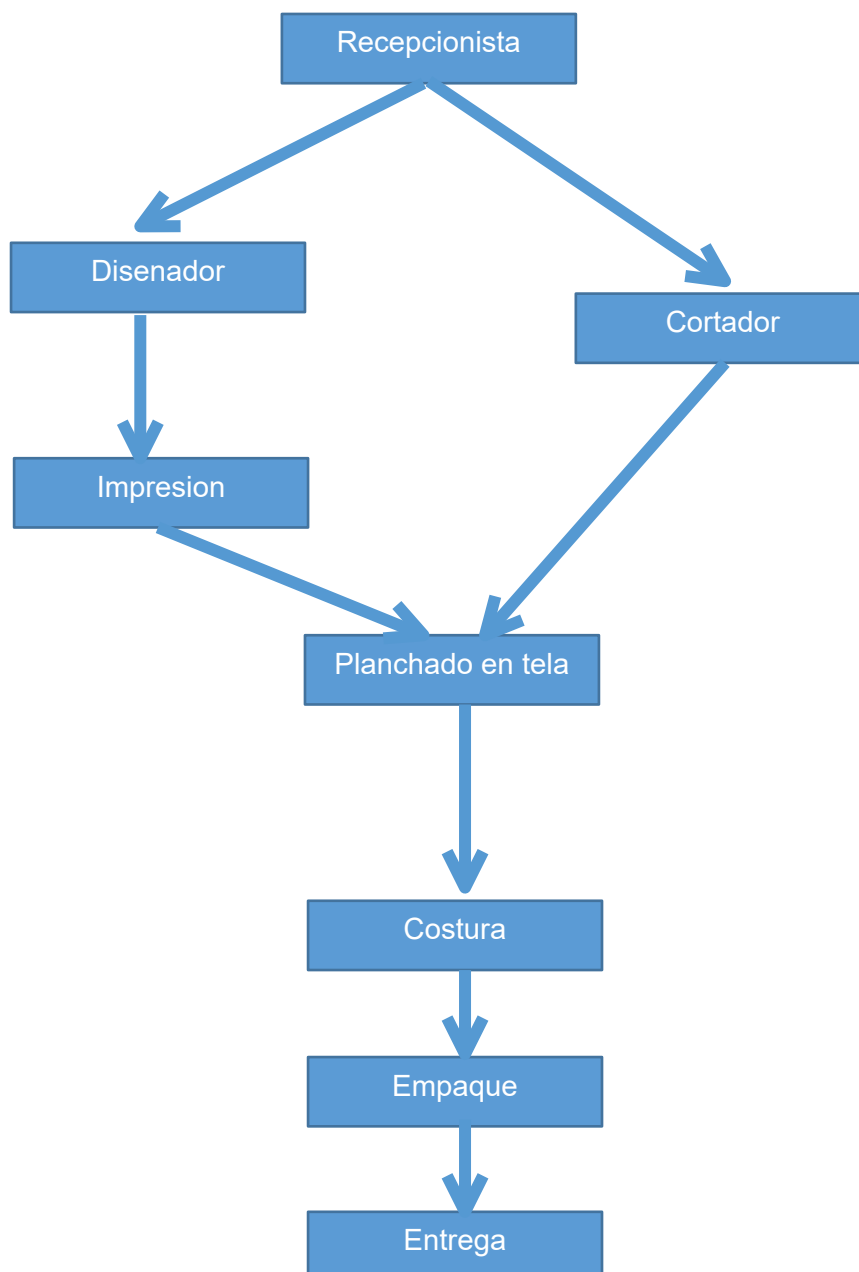 Recepcionista
Disenador
Cortador
Impresion
Planchado en tela
Costura
Empaque
Entrega